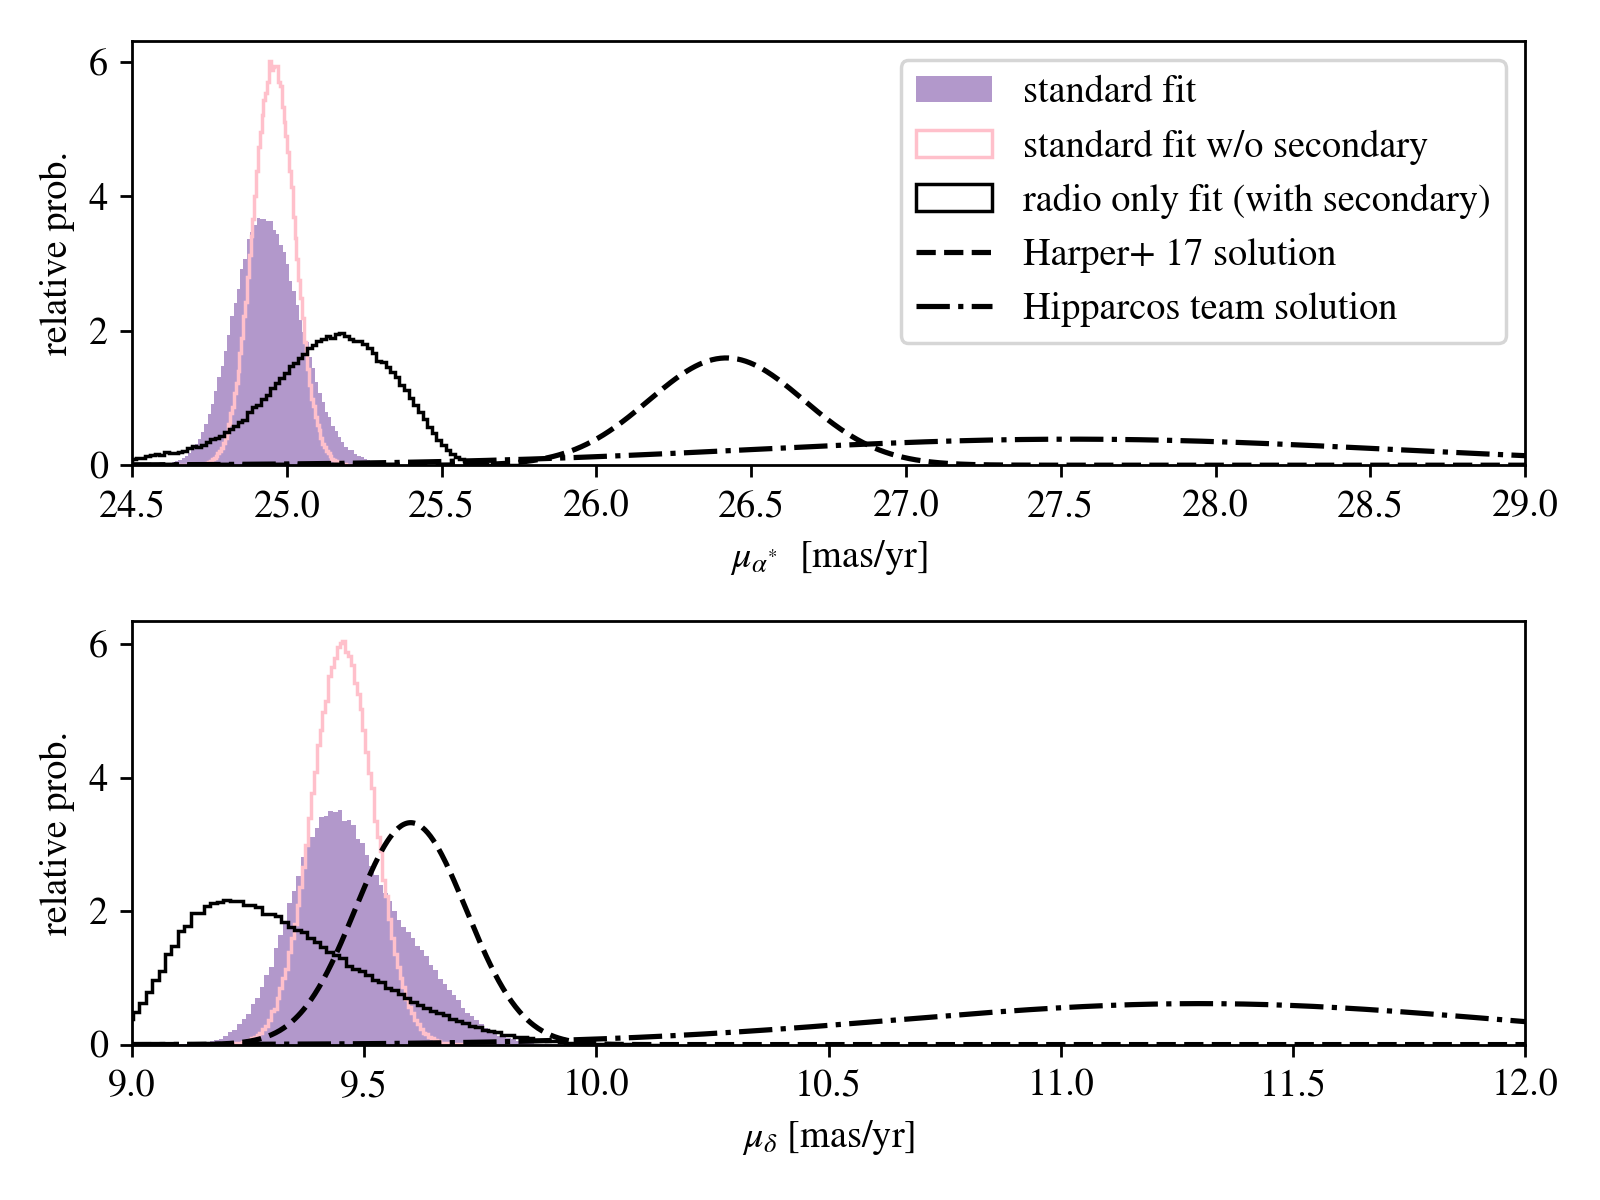 relative prob.
6
4
2
0
standard fit
standard fit w/o secondary
radio only fit (with secondary)
Harper+ 17 solution
Hipparcos team solution
24.5 25.0 25.5 26.0 26.5 27.0 27.5 28.0 28.5 29.0
μα* [mas/yr]
relative prob.
6
4
2
0
9.0 9.5 10.0 10.5 11.0 11.5 12.0
μδ [mas/yr]